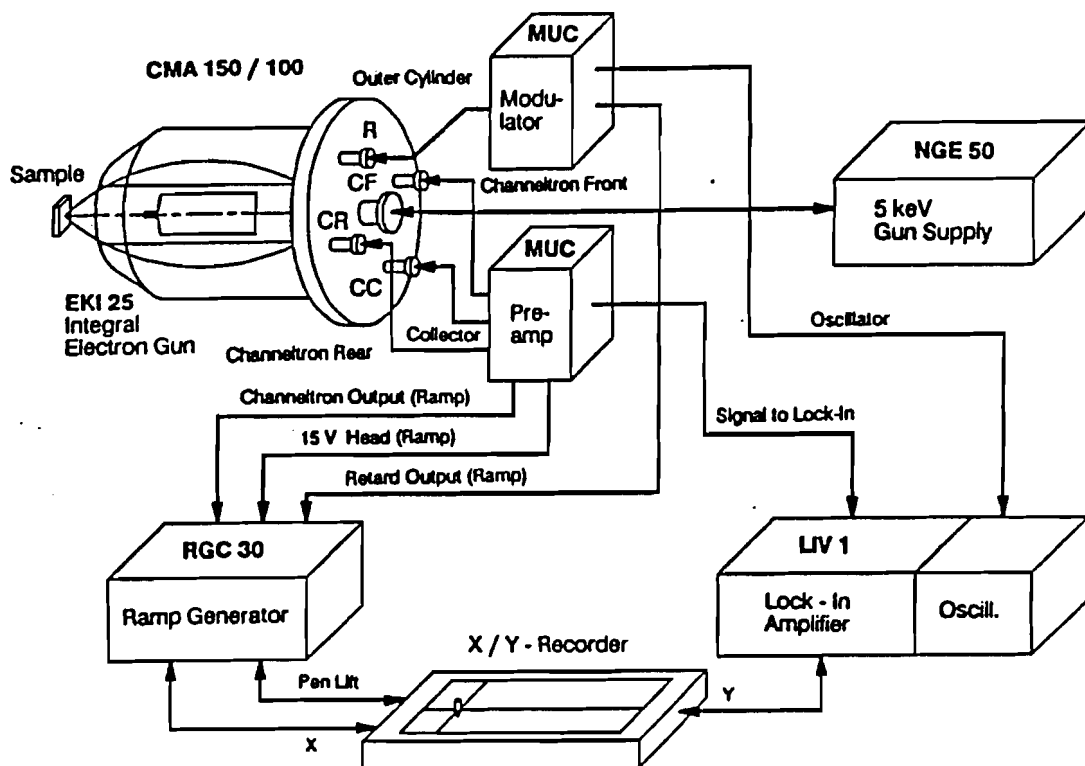 CMA 150 / 100
Outer Cylinder
MUC
Modu-
lator
NGE 50
5 keV
Gun Supply
Sample
R
CF
CR
CC
Channeltron Front
MUC
Pre-
amp
EKI 25
Integral
Electron Gun
Collector
Channeltron Rear
Oscillator
Channeltron Output (Ramp)
15 V Head (Ramp)
Retard Output (Ramp)
Signal to Lock-In
RGC 30
Ramp Generator
LIV 1
Lock - In
Amplifier
Oscill.
X / Y - Recorder
Pen Lift
X
Y